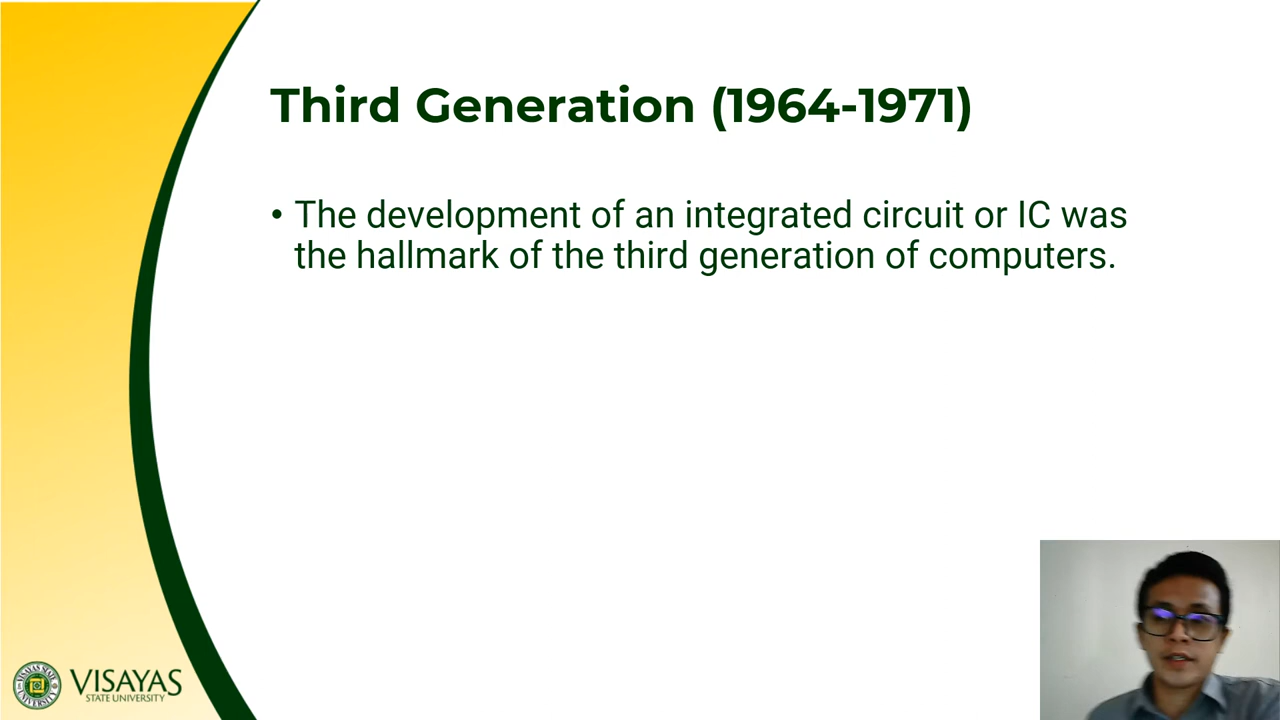 Third Generation (1964-1971)
• The development of an integrated circuit or IC was
the hallmark of the third generation of computers.
VISAYAS
STATE UNIVERSITY